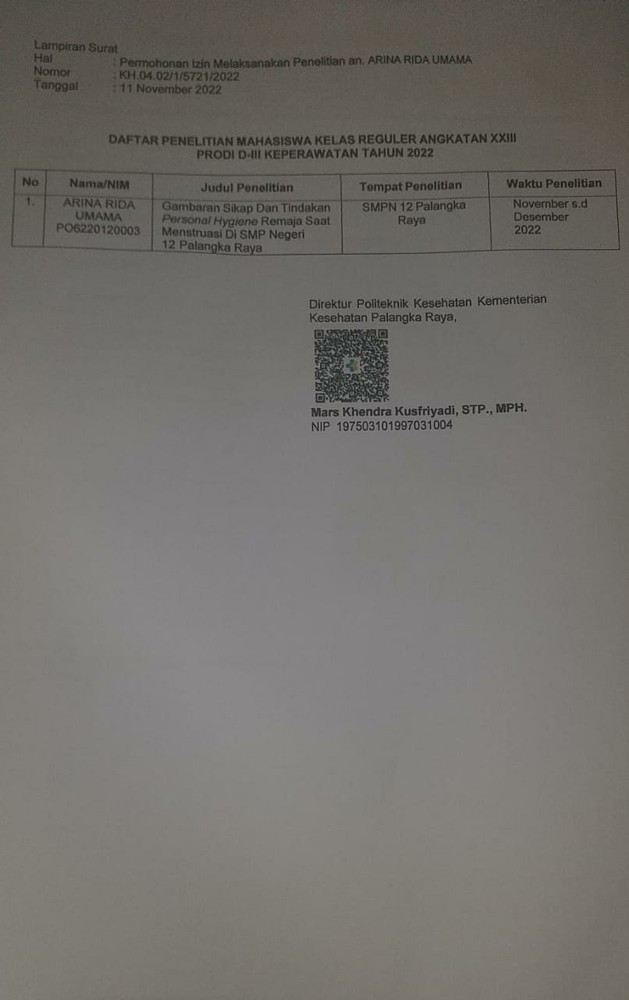 Lampiran Surat
Hal : Permohonan Izin Melaksanakan Penelitian an. ARINA RIDA UMAMA
Nomor : KH.04.02/1/5721/2022
Tanggal : 11 November 2022
DAFTAR PENELITIAN MAHASISWA KELAS REGULER ANGKATAN XXIII
PRODI D-III KEPERAWATAN TAHUN 2022
No Nama/NIM Judul Penelitian Tempat Penelitian Waktu Penelitian
1. ARINA RIDA Gambaran Sikap Dan Tindakan SMPN 12 Palangka November s.d
UMAMA Personal Hygiene Remaja Saat Raya Desember
PO6220120003 Menstruasi Di SMP Negeri 2022
12 Palangka Raya
Direktur Politeknik Kesehatan Kementerian
Kesehatan Palangka Raya,
Mars Khendra Kusfriyadi, STP., MPH.
NIP 197503101997031004